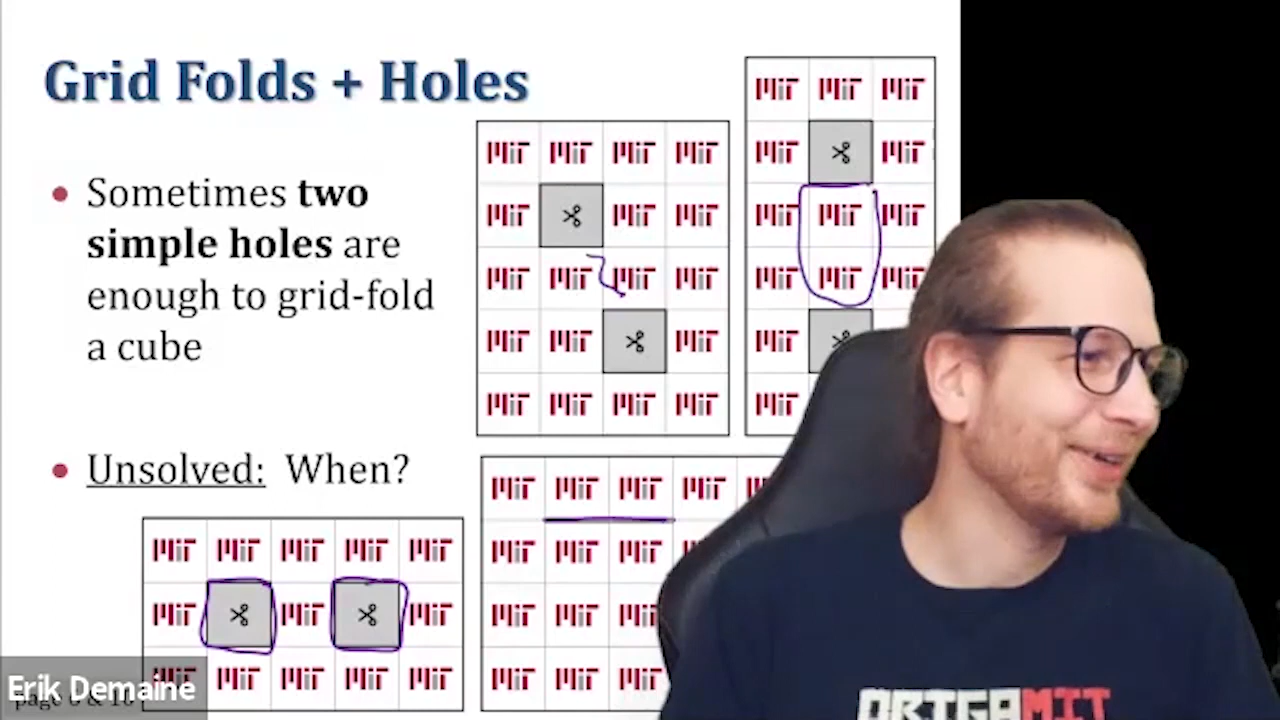 Grid Folds + Holes
• Sometimes two
simple holes are
enough to grid-fold
a cube
• Unsolved: When?
MiT MiT MiT MiT
MiT MiT MiT
MiT MiT MiT MiT
MiT MiT MiT
MiT MiT MiT MiT
MiT MiT MiT
MiT MiT
MiT MiT MiT
MiT MiT MiT
MiT
MiT
MiT MiT MiT MiT MiT
MiT MiT MiT
MiT MiT MiT
MiT MiT MiT
MiT MiT MiT
MiT MiT MiT MiT
MiT MiT MiT MiT MiT
Erik Demaine
ORIGAMIT